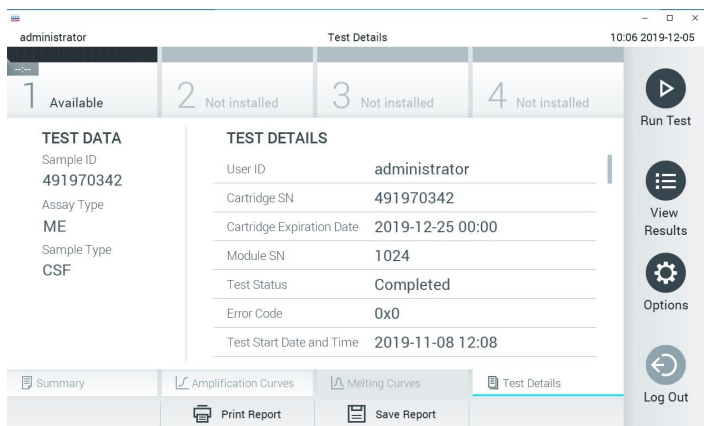 administrator
Test Details
10:06 2019-12-05
--:--
1 Available
2 Not installed
3 Not installed
4 Not installed
Run Test
View Results
Options
Log Out
TEST DATA
Sample ID
491970342
Assay Type
ME
Sample Type
CSF
TEST DETAILS
User ID administrator
Cartridge SN 491970342
Cartridge Expiration Date 2019-12-25 00:00
Module SN 1024
Test Status Completed
Error Code 0x0
Test Start Date and Time 2019-11-08 12:08
Summary
Amplification Curves
Melting Curves
Test Details
Print Report
Save Report